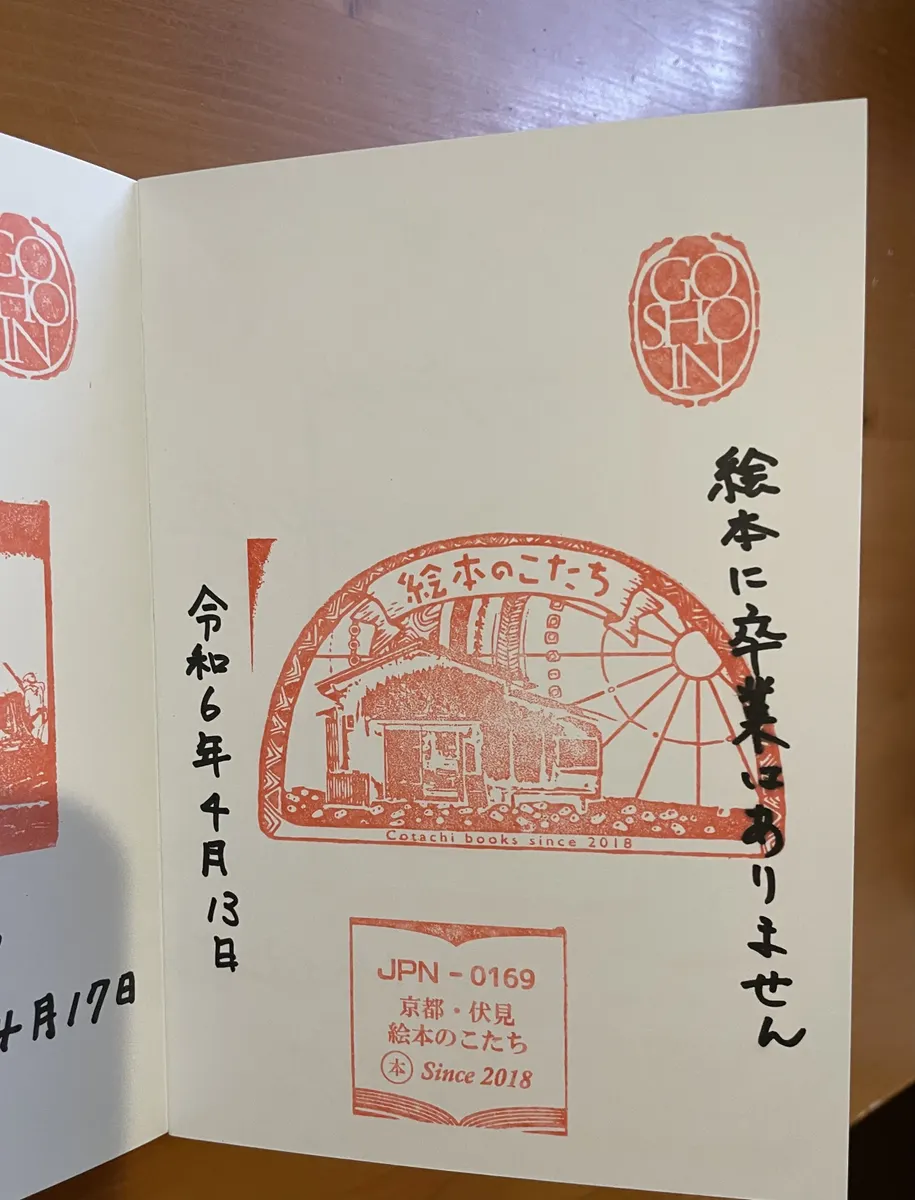 GO
SHO
IN
絵本に卒業はありません
絵本のこたち
Cotachi books since 2018
令和6年4月13日
JPN-0169
京都・伏見
絵本のこたち
本 Since 2018
GO
HO
IN
4月17日